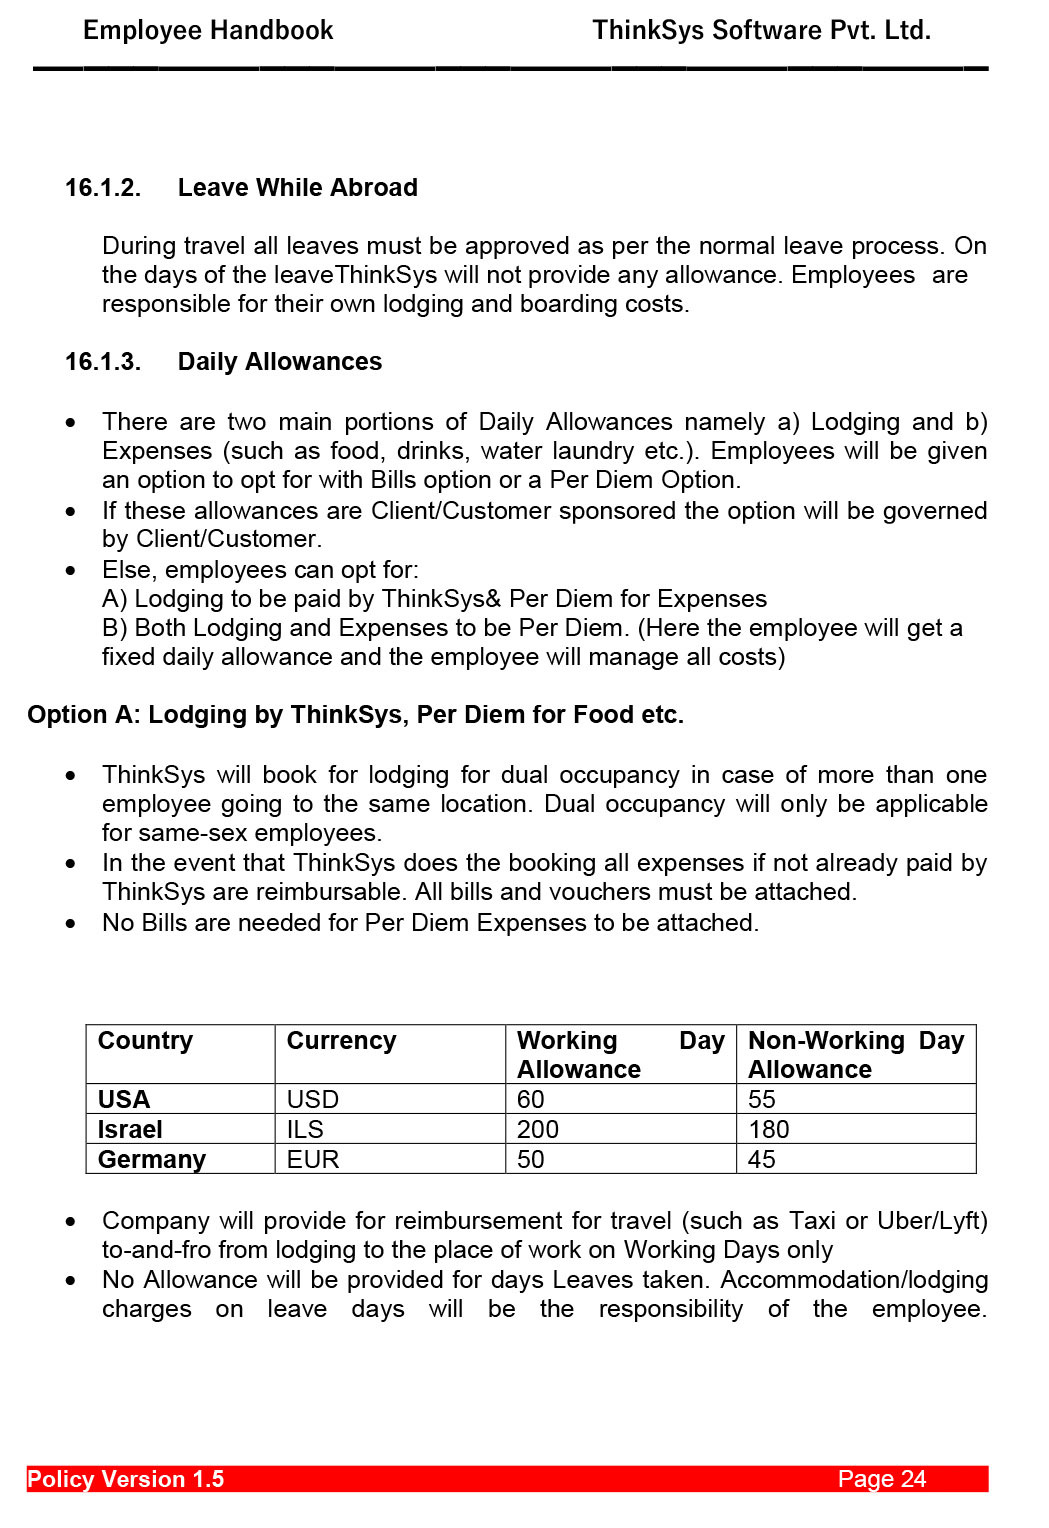 Employee Handbook ThinkSys Software Pvt. Ltd.
16.1.2. Leave While Abroad
During travel all leaves must be approved as per the normal leave process. On
the days of the leaveThinkSys will not provide any allowance. Employees are
responsible for their own lodging and boarding costs.
16.1.3. Daily Allowances
• There are two main portions of Daily Allowances namely a) Lodging and b)
Expenses (such as food, drinks, water laundry etc.). Employees will be given
an option to opt for with Bills option or a Per Diem Option.
• If these allowances are Client/Customer sponsored the option will be governed
by Client/Customer.
• Else, employees can opt for:
A) Lodging to be paid by ThinkSys& Per Diem for Expenses
B) Both Lodging and Expenses to be Per Diem. (Here the employee will get a
fixed daily allowance and the employee will manage all costs)
Option A: Lodging by ThinkSys, Per Diem for Food etc.
• ThinkSys will book for lodging for dual occupancy in case of more than one
employee going to the same location. Dual occupancy will only be applicable
for same-sex employees.
• In the event that ThinkSys does the booking all expenses if not already paid by
ThinkSys are reimbursable. All bills and vouchers must be attached.
• No Bills are needed for Per Diem Expenses to be attached.
Country Currency Working Day Non-Working Day
Allowance Allowance
USA USD 60 55
Israel ILS 200 180
Germany EUR 50 45
• Company will provide for reimbursement for travel (such as Taxi or Uber/Lyft)
to-and-fro from lodging to the place of work on Working Days only
• No Allowance will be provided for days Leaves taken. Accommodation/lodging
charges on leave days will be the responsibility of the employee.
Policy Version 1.5 Page 24